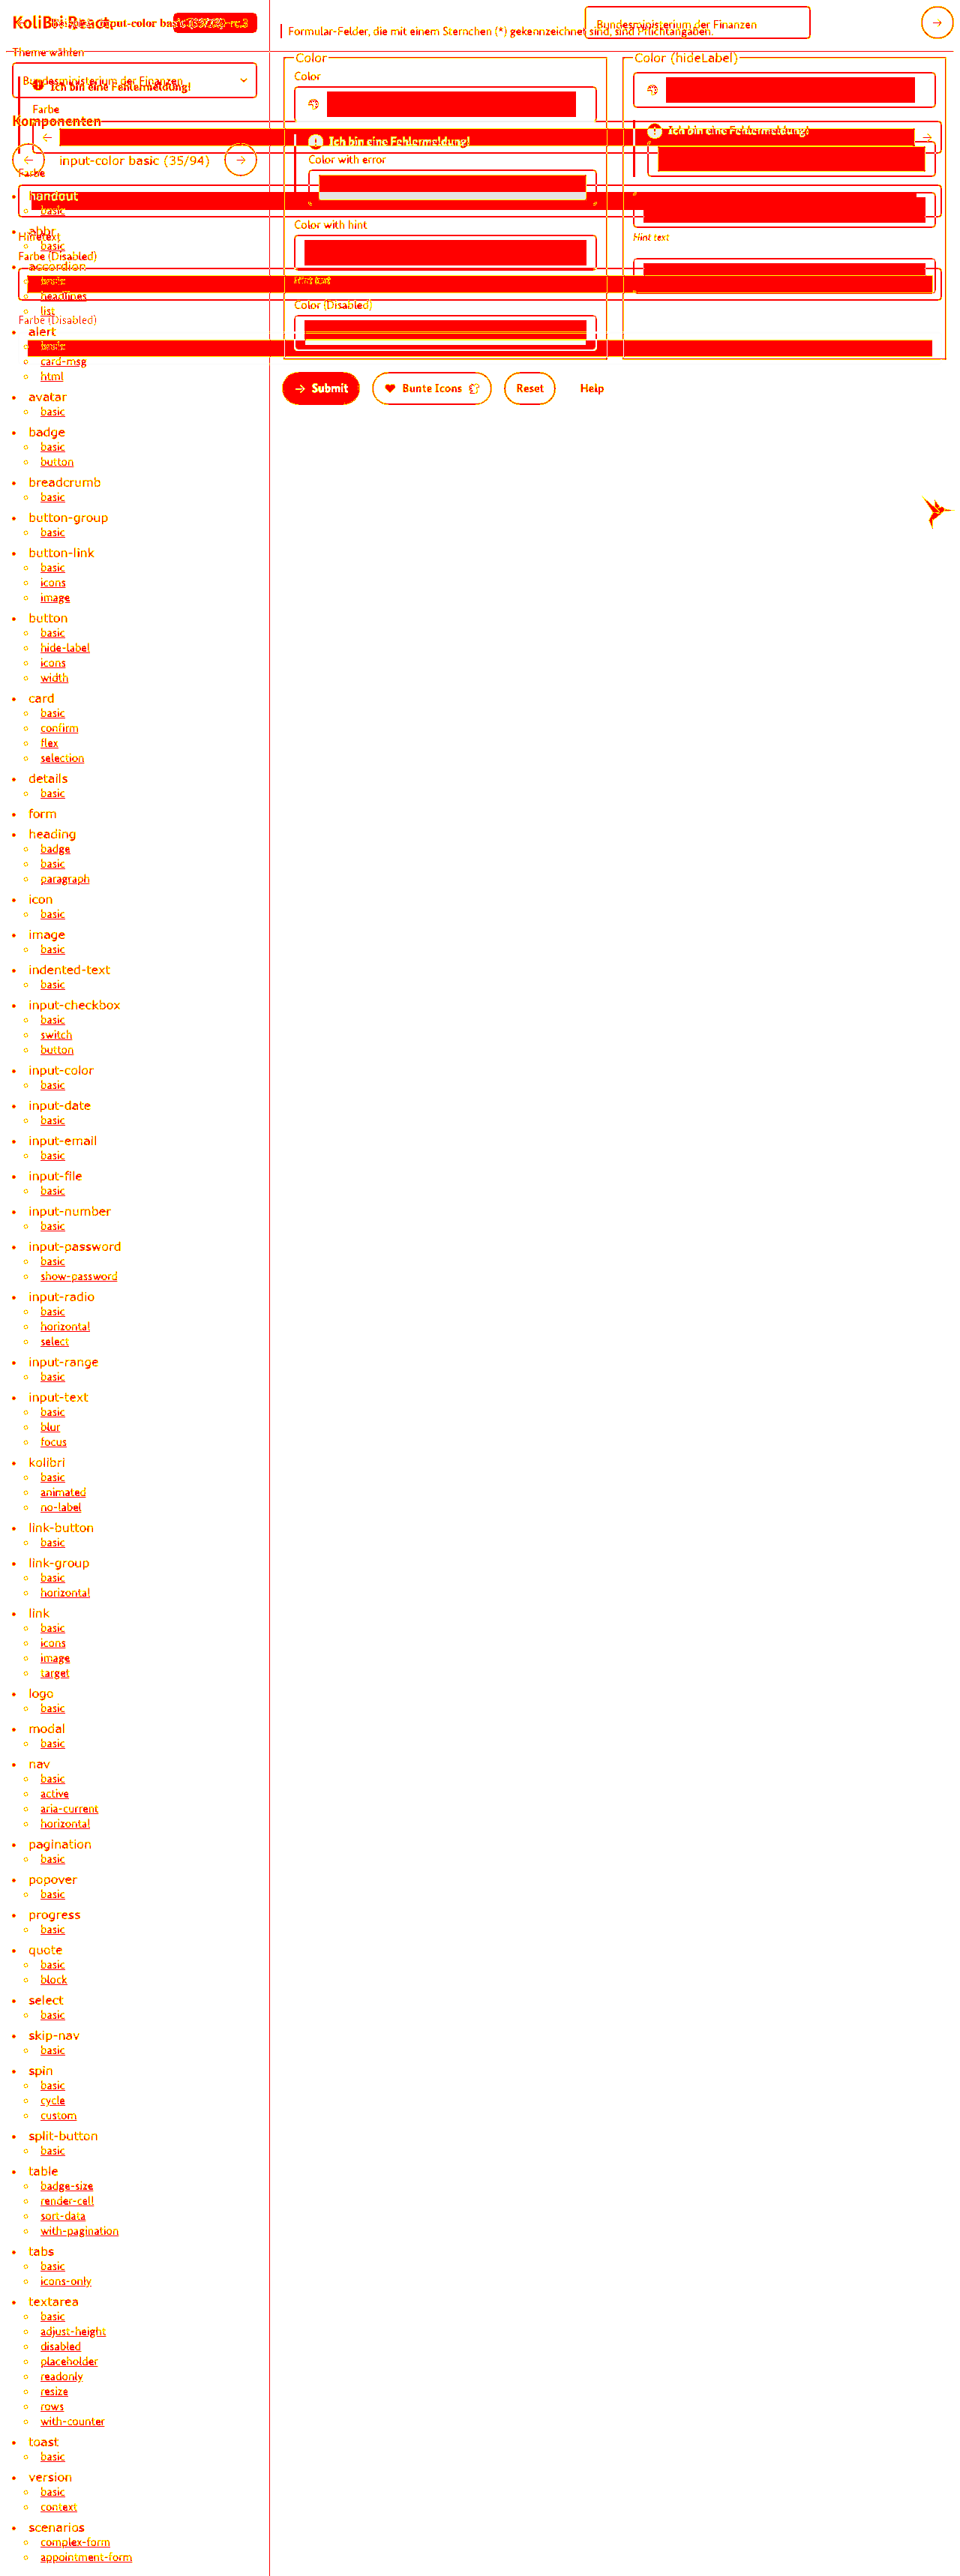 KoliBri React
Theme wählen
Bundesministerium der Finanzen
Ich bin eine Fehlermeldung!
Farbe
Komponenten
input-color basic (35/94)
Farbe
handout
basic
Hinttext
abbr
basic
Farbe (Disabled)
accordion
basic
headlines
list
Farbe (Disabled)
alert
basic
card-msg
html
avatar
basic
badge
basic
button
breadcrumb
basic
button-group
basic
button-link
basic
icons
image
button
basic
hide-label
icons
width
card
basic
confirm
flex
selection
details
basic
form
heading
badge
basic
paragraph
icon
basic
image
basic
indented-text
basic
input-checkbox
basic
switch
button
input-color
basic
input-date
basic
input-email
basic
input-file
basic
input-number
basic
input-password
basic
show-password
input-radio
basic
horizontal
select
input-range
basic
input-text
basic
blur
focus
kolibri
basic
animated
no-label
link-button
basic
link-group
basic
horizontal
link
basic
icons
image
target
logo
basic
modal
basic
nav
basic
active
aria-current
horizontal
pagination
basic
popover
basic
progress
basic
quote
basic
block
select
basic
skip-nav
basic
spin
basic
cycle
custom
split-button
basic
table
badge-size
render-cell
sort-data
with-pagination
tabs
basic
icons-only
textarea
basic
adjust-height
disabled
placeholder
readonly
resize
rows
with-counter
toast
basic
version
basic
context
scenarios
complex-form
appointment-form
Formular-Felder, die mit einem Sternchen (*) gekennzeichnet sind, sind Pflichtangaben.
Bundesministerium der Finanzen
Color
Color
Ich bin eine Fehlermeldung!
Color with error
Color with hint
Hint text
Color (Disabled)
Color (hideLabel)
Ich bin eine Fehlermeldung!
Hint text
Submit
Bunte Icons
Reset
Help